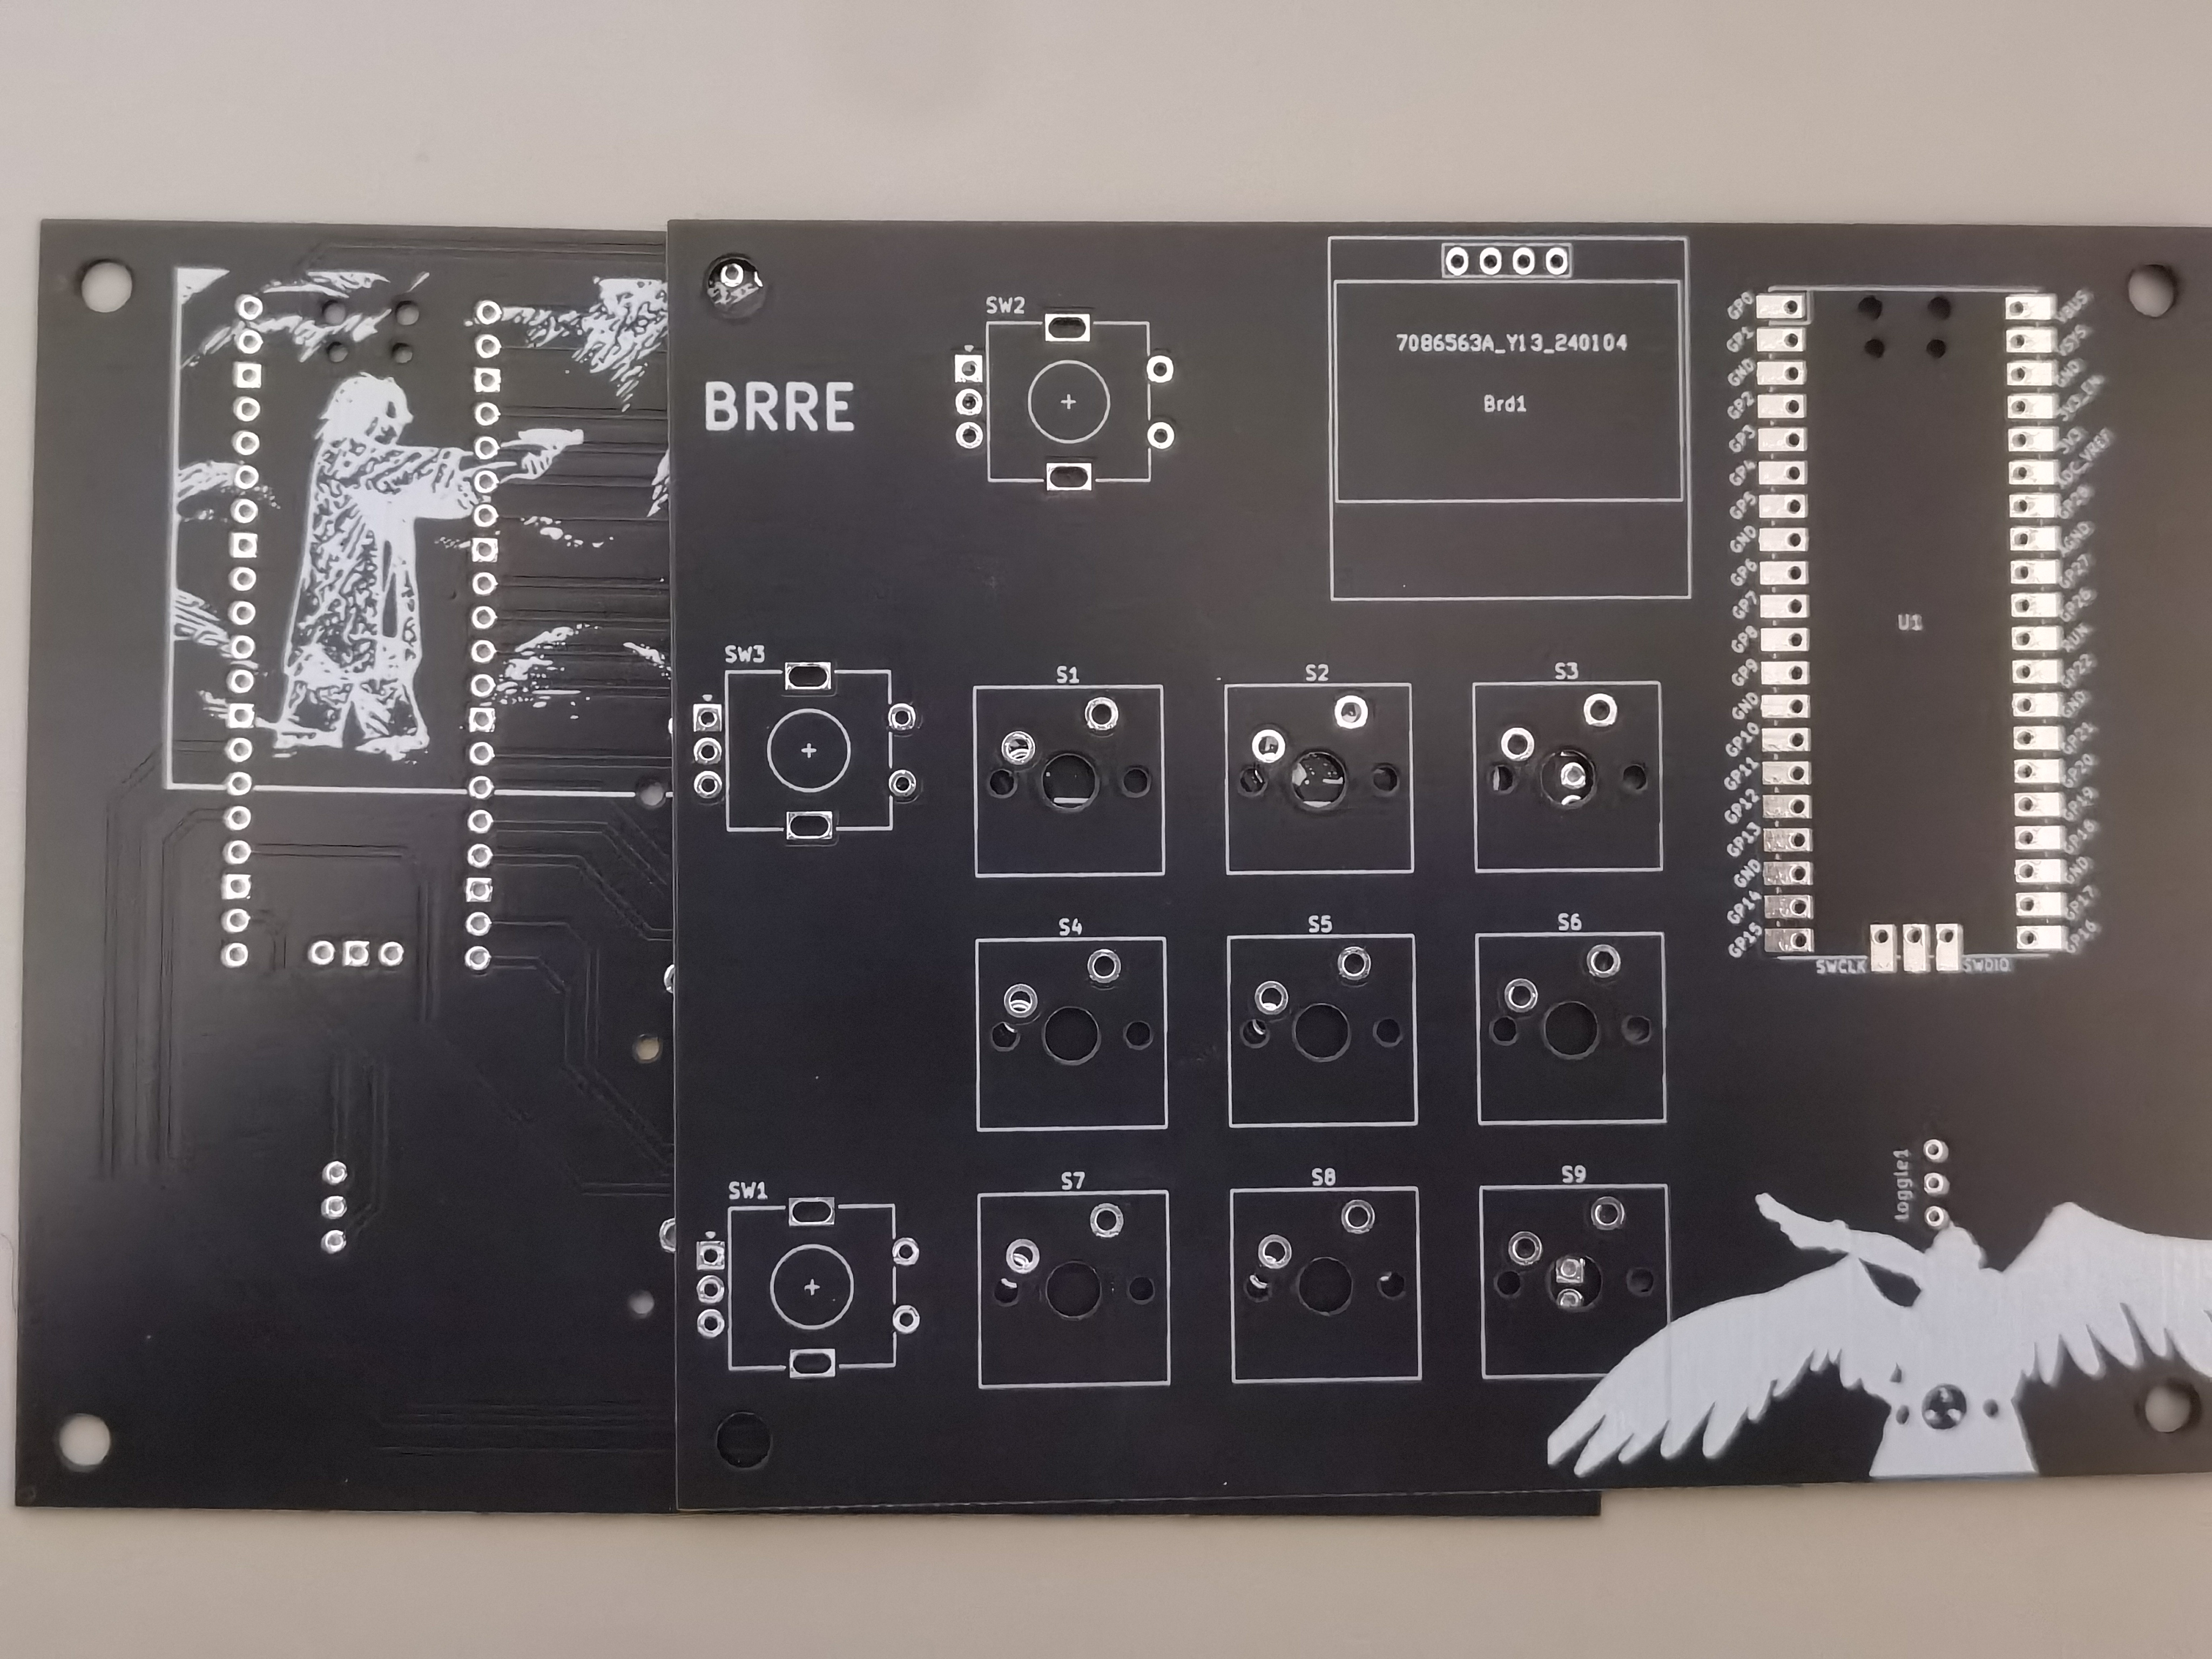 SW2
7086563A_Y13_240104
Brd1
BRRE
SW3
S1
S2
S3
S4
S5
S6
SW1
S7
S8
S9
GP0
GP1
GND
GP2
GP3
GP4
GP5
GND
GP6
GP7
GP8
GP9
GND
GP10
GP11
GP12
GP13
GND
GP14
GP15
U1
VBUS
VSYS
GND
3V3_EN
3V3
ADC_VREF
GP28
AGND
GP27
GP26
RUN
GP22
GND
GP21
GP20
GP19
GP18
GND
GP17
GP16
SWCLK
SWDIO
toggle1